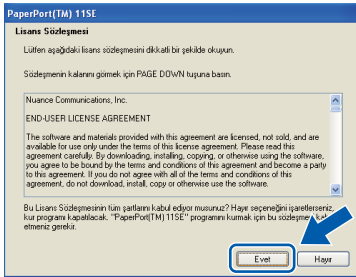 PaperPort(TM) 11SE
Lisans Sözleşmesi
Lütfen aşağıdaki lisans sözleşmesini dikkatli bir şekilde okuyun.
Sözleşmenin kalanını görmek için PAGE DOWN tuşuna basın.
Nuance Communications, Inc.
END-USER LICENSE AGREEMENT
The software and materials provided with this agreement are licensed, not sold, and are
available for use only under the terms of this license agreement. Please read this
agreement carefully. By downloading, installing, copying, or otherwise using the software,
you agree to be bound by the terms and conditions of this agreement and become a party
to this agreement. If you do not agree with all of the terms and conditions of this
agreement, do not download, install, copy or otherwise use the software.
Bu Lisans Sözleşmesinin tüm şartlarını kabul ediyor musunuz? Hayır seçeneğini işaretlerseniz,
kur programı kapatılacak. "PaperPort(TM) 11SE" programını kurmak için bu sözleşmeyi
etmeniz gerekir.
Evet
Hayır